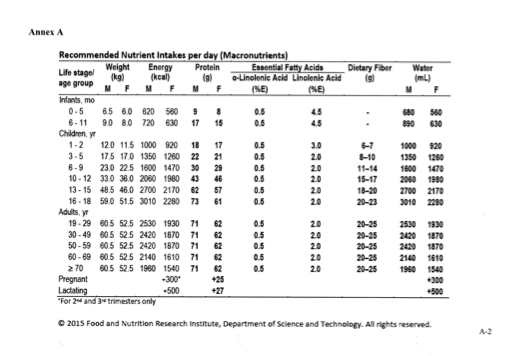 Annex A
Recommended Nutrient Intakes per day (Macronutrients)
Life stage/ age group Weight (kg) Energy (kcal) Protein (g) Essential Fatty Acids Dietary Fiber (g) Water (mL)
α-Linolenic Acid Linolenic Acid
M F M F M F (%E) (%E) M F
Infants, mo
0 - 5 6.5 6.0 620 560 9 8 0.5 4.5 - 680 560
6 - 11 9.0 8.0 720 630 17 15 0.5 4.5 - 890 630
Children, yr
1 - 2 12.0 11.5 1000 920 18 17 0.5 3.0 6–7 1000 920
3 - 5 17.5 17.0 1350 1260 22 21 0.5 2.0 8–10 1350 1260
6 - 9 23.0 22.5 1600 1470 30 29 0.5 2.0 11–14 1600 1470
10 - 12 33.0 36.0 2060 1980 43 46 0.5 2.0 15–17 2060 1980
13 - 15 48.5 46.0 2700 2170 62 57 0.5 2.0 18–20 2700 2170
16 - 18 59.0 51.5 3010 2280 73 61 0.5 2.0 20–23 3010 2280
Adults, yr
19 - 29 60.5 52.5 2530 1930 71 62 0.5 2.0 20–25 2530 1930
30 - 49 60.5 52.5 2420 1870 71 62 0.5 2.0 20–25 2420 1870
50 - 59 60.5 52.5 2420 1870 71 62 0.5 2.0 20–25 2420 1870
60 - 69 60.5 52.5 2140 1610 71 62 0.5 2.0 20–25 2140 1610
≥ 70 60.5 52.5 1960 1540 71 62 0.5 2.0 20–25 1960 1540
Pregnant +300* +25 +300
Lactating +500 +27 +500
*For 2nd and 3rd trimesters only
© 2015 Food and Nutrition Research Institute, Department of Science and Technology. All rights reserved.
A-2